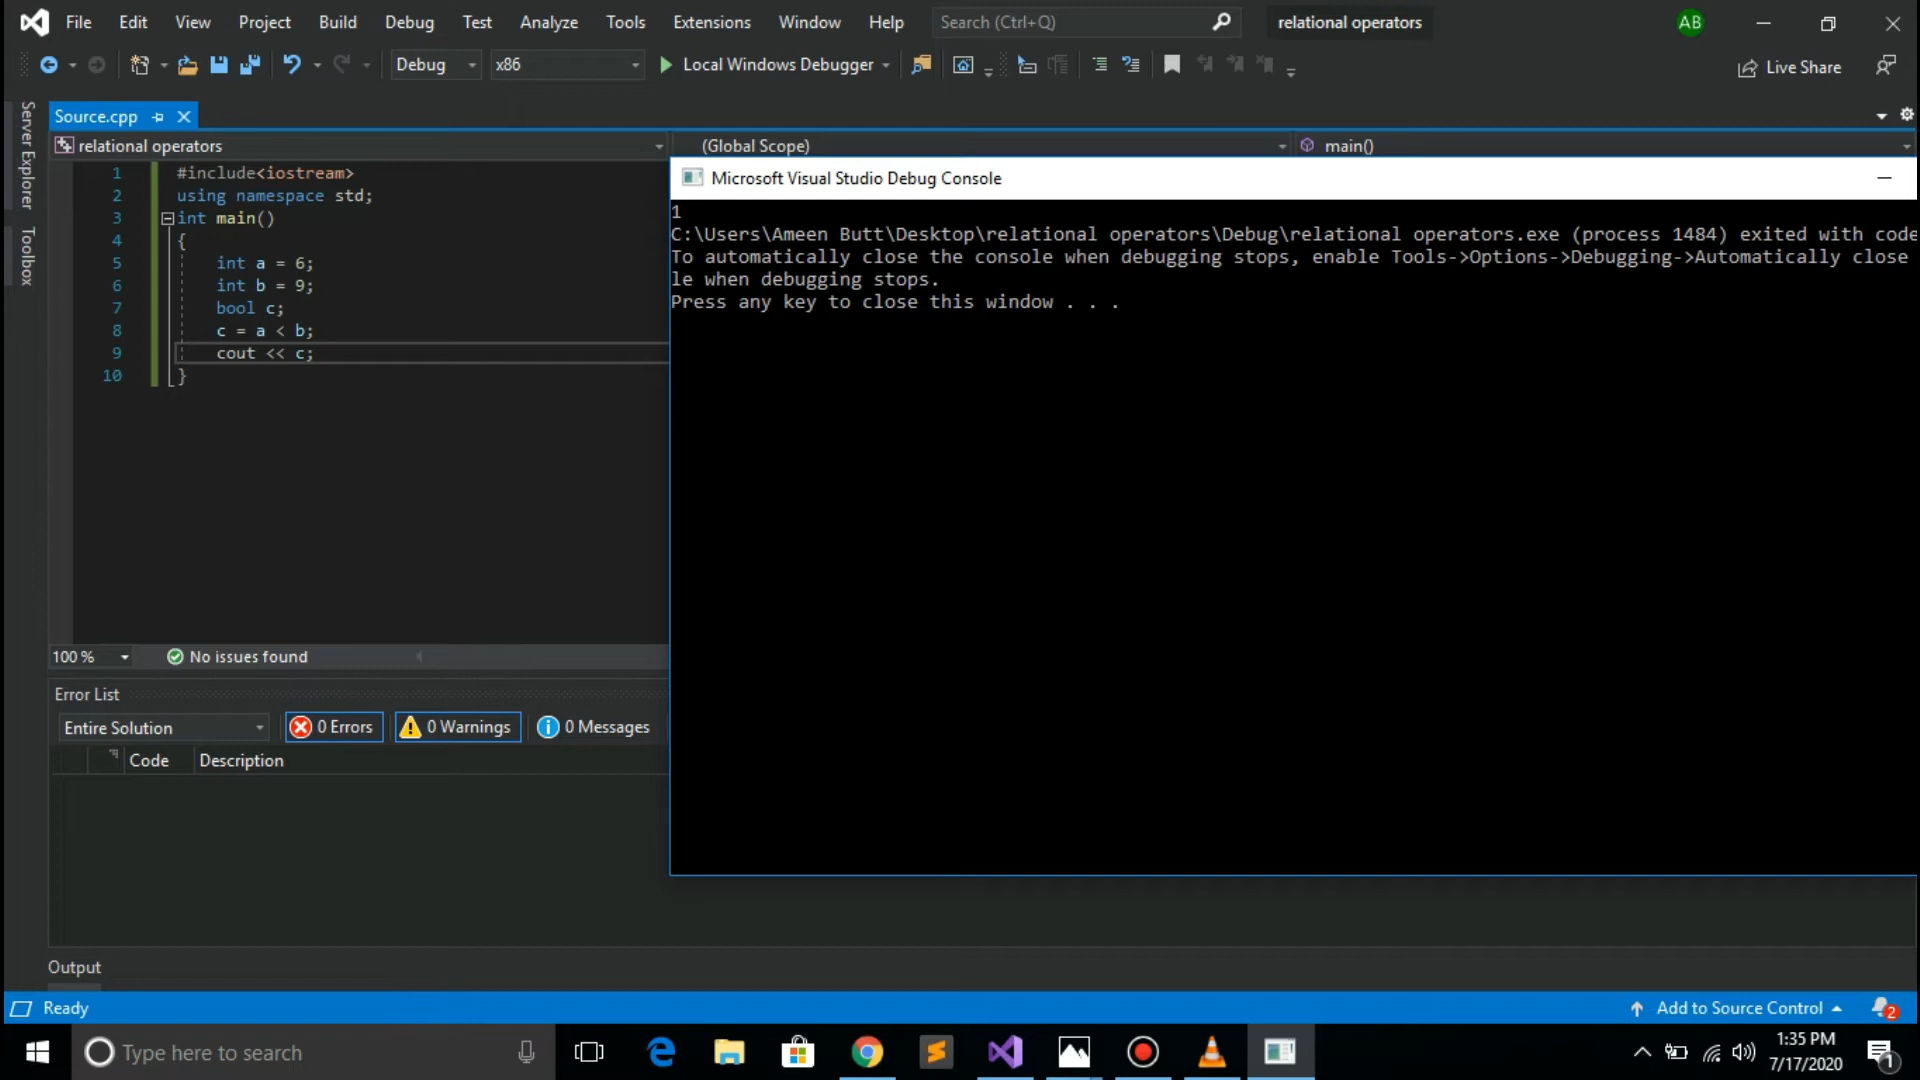 File Edit View Project Build Debug Test Analyze Tools Extensions Window Help Search (Ctrl+Q) relational operators AB
Debug x86 Local Windows Debugger Live Share
Server Explorer
Toolbox
Source.cpp
relational operators (Global Scope) main()
1 #include<iostream>
2 using namespace std;
3 int main()
4 {
5 int a = 6;
6 int b = 9;
7 bool c;
8 c = a < b;
9 cout << c;
10 }
Microsoft Visual Studio Debug Console
1
C:\Users\Ameen Butt\Desktop\relational operators\Debug\relational operators.exe (process 1484) exited with code
To automatically close the console when debugging stops, enable Tools->Options->Debugging->Automatically close
le when debugging stops.
Press any key to close this window . . .
100 % No issues found
Error List
Entire Solution 0 Errors 0 Warnings 0 Messages
Code Description
Output
Ready Add to Source Control 2
Type here to search 1:35 PM
7/17/2020 1